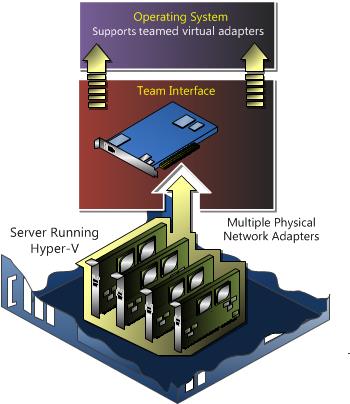 Operating System
Supports teamed virtual adapters
Team Interface
Server Running
Hyper-V
Multiple Physical
Network Adapters